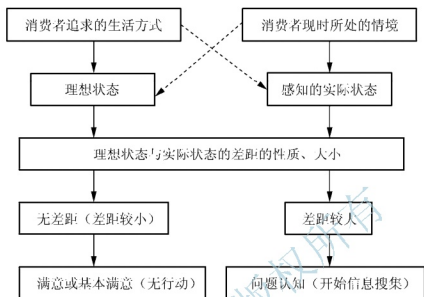 消费者追求的生活方式
消费者现时所处的情境
理想状态
感知的实际状态
理想状态与实际状态的差距的性质、大小
无差距（差距较小）
差距较大
满意或基本满意（无行动）
问题认知（开始信息搜集）
版权所有